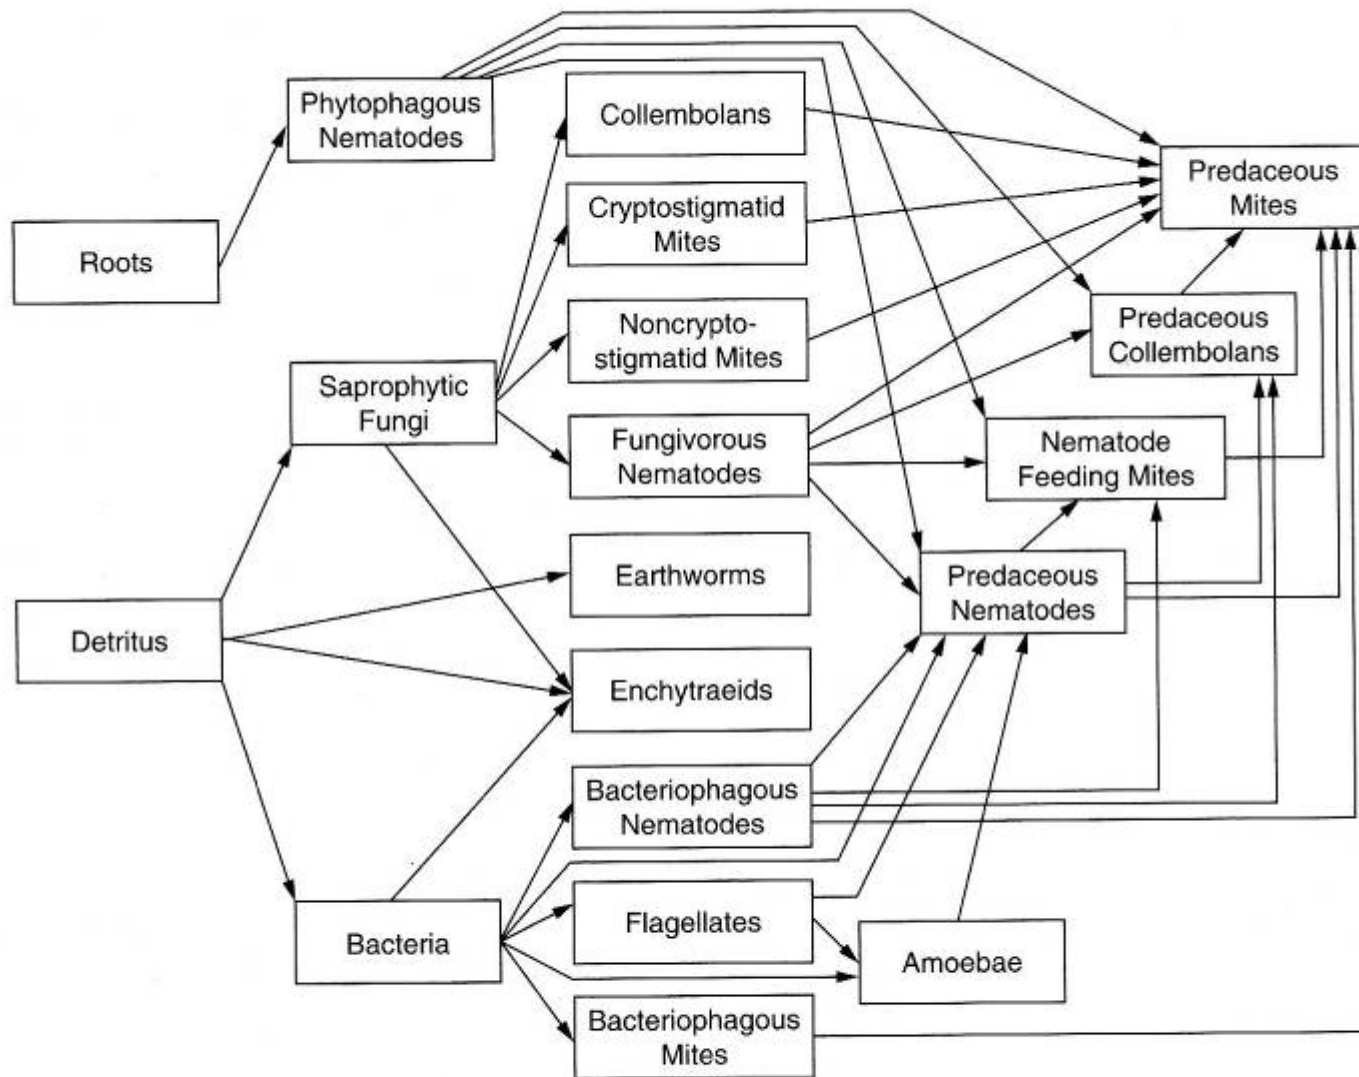 Phytophagous
Nematodes
Collembolans
Predaceous
Mites
Cryptostigmatid
Mites
Roots
Noncrypto-
stigmatid Mites
Predaceous
Collembolans
Saprophytic
Fungi
Fungivorous
Nematodes
Nematode
Feeding Mites
Earthworms
Predaceous
Nematodes
Detritus
Enchytraeids
Bacteriophagous
Nematodes
Flagellates
Bacteria
Amoebae
Bacteriophagous
Mites